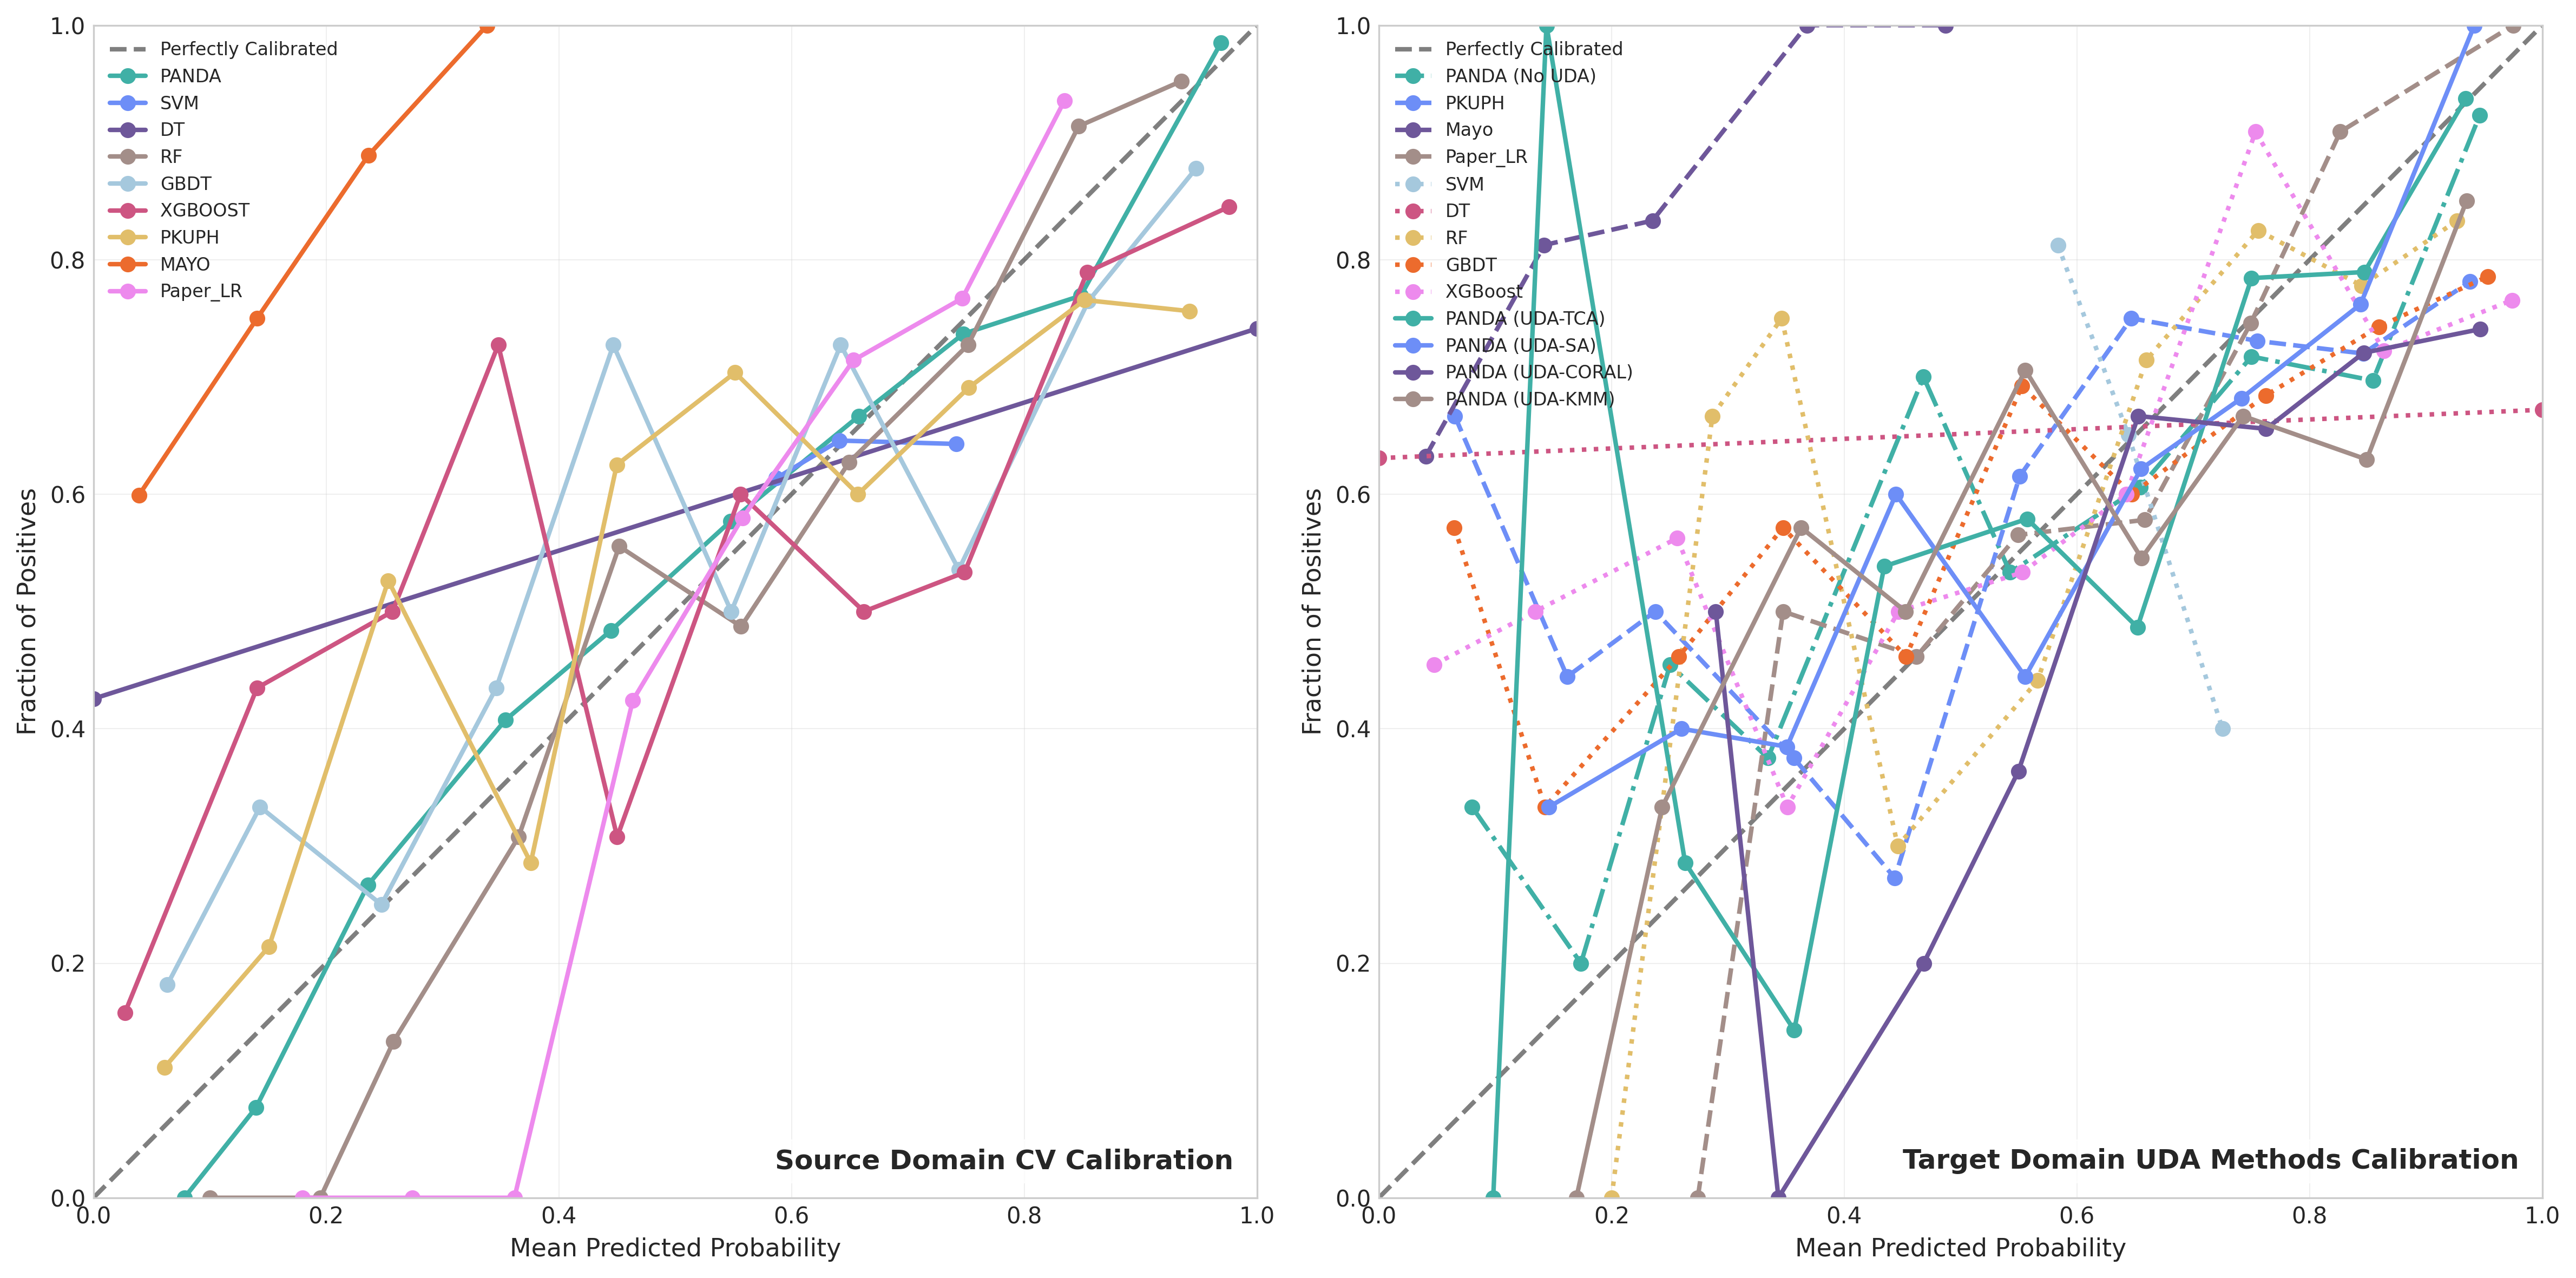 Fraction of Positives
1.0
0.8
0.6
0.4
0.2
0.0
Perfectly Calibrated
PANDA
SVM
DT
RF
GBDT
XGBOOST
PKUPH
MAYO
Paper_LR
Source Domain CV Calibration
0.0 0.2 0.4 0.6 0.8 1.0
Mean Predicted Probability
Fraction of Positives
1.0
0.8
0.6
0.4
0.2
0.0
Perfectly Calibrated
PANDA (No UDA)
PKUPH
Mayo
Paper_LR
SVM
DT
RF
GBDT
XGBoost
PANDA (UDA-TCA)
PANDA (UDA-SA)
PANDA (UDA-CORAL)
PANDA (UDA-KMM)
Target Domain UDA Methods Calibration
0.0 0.2 0.4 0.6 0.8 1.0
Mean Predicted Probability